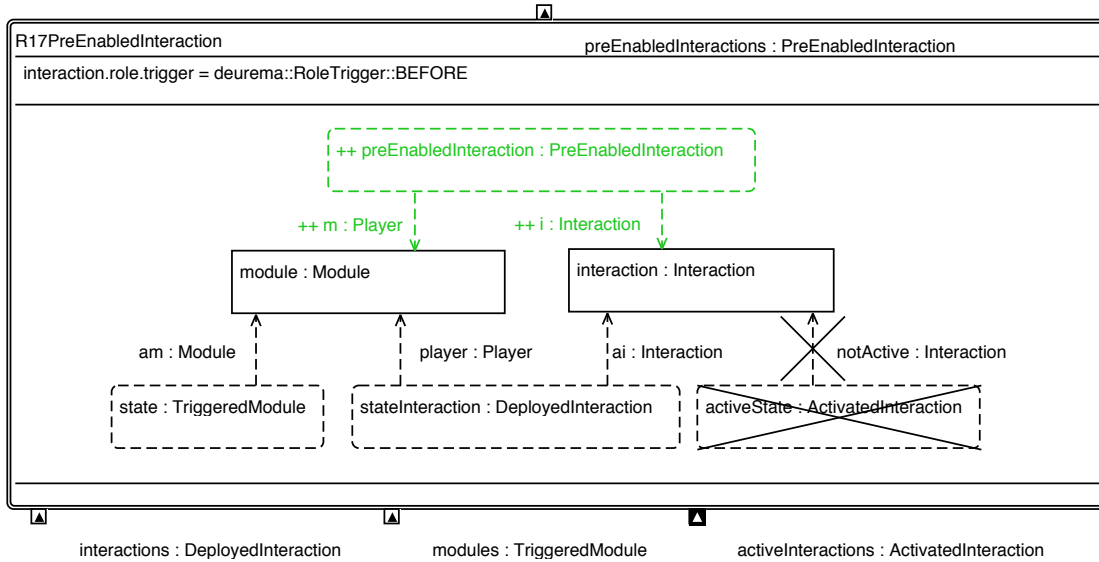 R17PreEnabledInteraction
preEnabledInteractions : PreEnabledInteraction
interaction.role.trigger = deurema::RoleTrigger::BEFORE
++ preEnabledInteraction : PreEnabledInteraction
++ m : Player
++ i : Interaction
module : Module
interaction : Interaction
am : Module
player : Player
ai : Interaction
notActive : Interaction
state : TriggeredModule
stateInteraction : DeployedInteraction
activeState : ActivatedInteraction
interactions : DeployedInteraction
modules : TriggeredModule
activeInteractions : ActivatedInteraction